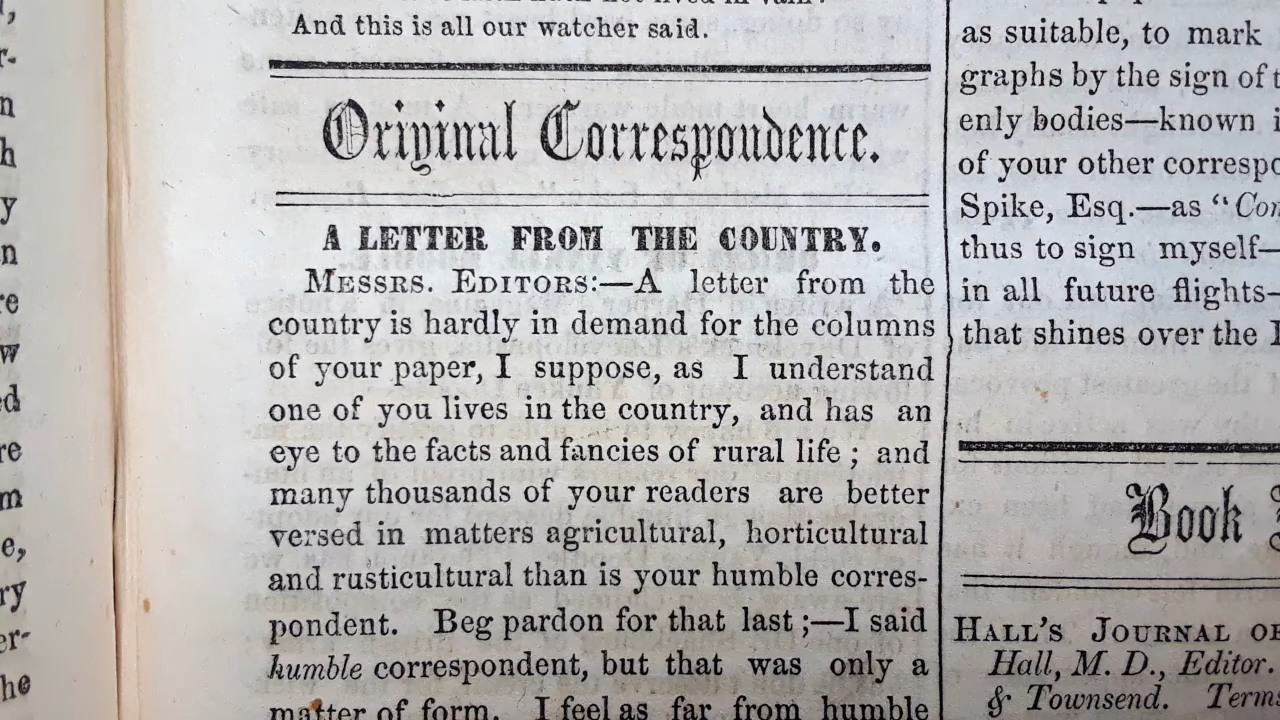 And this is all our watcher said.
Original Correspondence.
A LETTER FROM THE COUNTRY.
MESSRS. EDITORS:—A letter from the
country is hardly in demand for the columns
of your paper, I suppose, as I understand
one of you lives in the country, and has an
eye to the facts and fancies of rural life ; and
many thousands of your readers are better
versed in matters agricultural, horticultural
and rusticultural than is your humble corres-
pondent. Beg pardon for that last ;—I said
humble correspondent, but that was only a
matter of form. I feel as far from humble
as suitable, to mark
graphs by the sign of
enly bodies—known
of your other
Spike, Esq.—as "
thus to sign myself—
in all future flights—
that shines over the
Book
HALL'S JOURNAL OF
Hall, M. D., Editor.
& Townsend. Terms